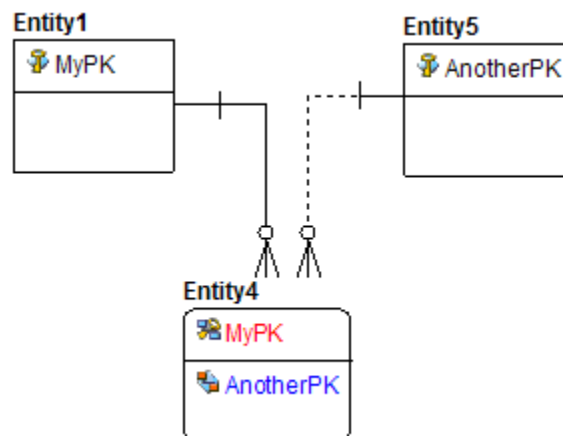 Entity1
MyPK
Entity5
AnotherPK
Entity4
MyPK
AnotherPK